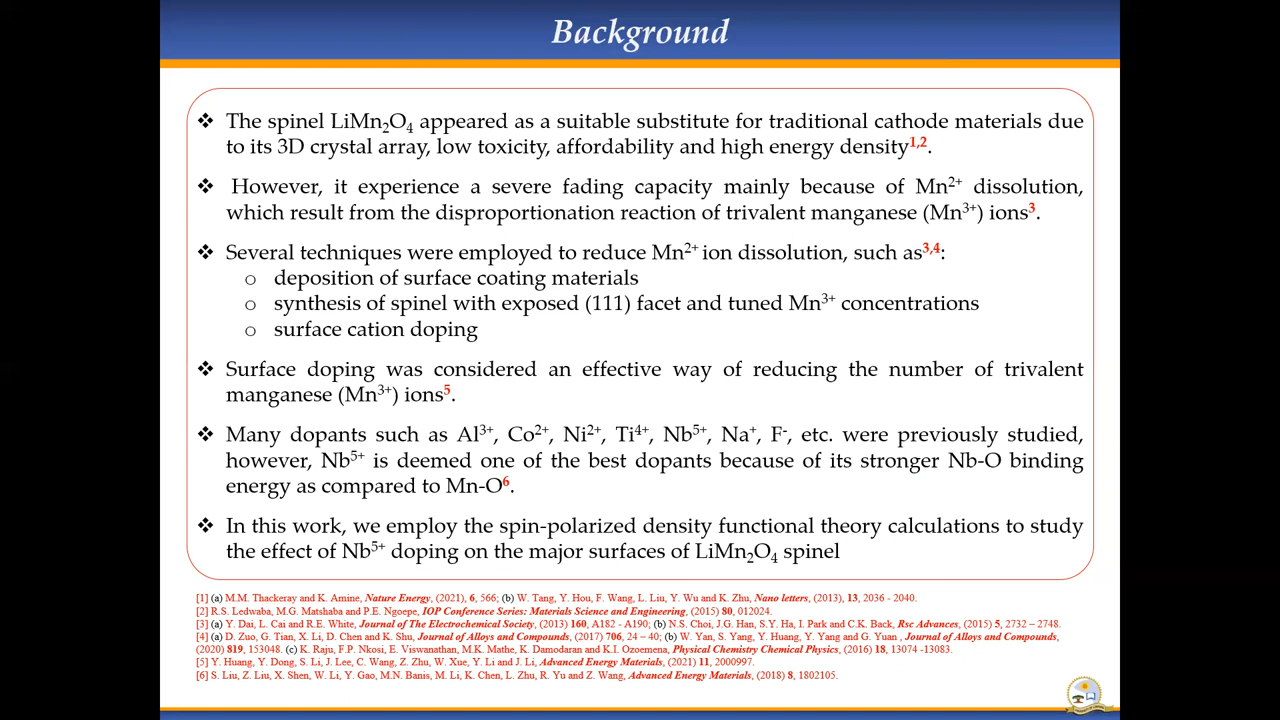 Background
❖ The spinel LiMn₂O₄ appeared as a suitable substitute for traditional cathode materials due
to its 3D crystal array, low toxicity, affordability and high energy density¹,².
❖ However, it experience a severe fading capacity mainly because of Mn²⁺ dissolution,
which result from the disproportionation reaction of trivalent manganese (Mn³⁺) ions³.
❖ Several techniques were employed to reduce Mn²⁺ ion dissolution, such as³,⁴:
o deposition of surface coating materials
o synthesis of spinel with exposed (111) facet and tuned Mn³⁺ concentrations
o surface cation doping
❖ Surface doping was considered an effective way of reducing the number of trivalent
manganese (Mn³⁺) ions⁵.
❖ Many dopants such as Al³⁺, Co²⁺, Ni²⁺, Ti⁴⁺, Nb⁵⁺, Na⁺, F⁻, etc. were previously studied,
however, Nb⁵⁺ is deemed one of the best dopants because of its stronger Nb-O binding
energy as compared to Mn-O⁶.
❖ In this work, we employ the spin-polarized density functional theory calculations to study
the effect of Nb⁵⁺ doping on the major surfaces of LiMn₂O₄ spinel
[1] (a) M.M. Thackeray and K. Amine, Nature Energy, (2021), 6, 566; (b) W. Tang, Y. Hou, F. Wang, L. Liu, Y. Wu and K. Zhu, Nano letters, (2013), 13, 2036 - 2040.
[2] R.S. Ledwaba, M.G. Matshaba and P.E. Ngoepe, IOP Conference Series: Materials Science and Engineering, (2015) 80, 012024.
[3] (a) Y. Dai, L. Cai and R.E. White, Journal of The Electrochemical Society, (2013) 160, A182 - A190; (b) N.S. Choi, J.G. Han, S.Y. Ha, I. Park and C.K. Back, Rsc Advances, (2015) 5, 2732 – 2748.
[4] (a) D. Zuo, G. Tian, X. Li, D. Chen and K. Shu, Journal of Alloys and Compounds, (2017) 706, 24 – 40; (b) W. Yan, S. Yang, Y. Huang, Y. Yang and G. Yuan , Journal of Alloys and Compounds,
(2020) 819, 153048. (c) K. Raju, F.P. Nkosi, E. Viswanathan, M.K. Mathe, K. Damodaran and K.I. Ozoemena, Physical Chemistry Chemical Physics, (2016) 18, 13074 -13083.
[5] Y. Huang, Y. Dong, S. Li, J. Lee, C. Wang, Z. Zhu, W. Xue, Y. Li and J. Li, Advanced Energy Materials, (2021) 11, 2000997.
[6] S. Liu, Z. Liu, X. Shen, W. Li, Y. Gao, M.N. Banis, M. Li, K. Chen, L. Zhu, R. Yu and Z. Wang, Advanced Energy Materials, (2018) 8, 1802105.